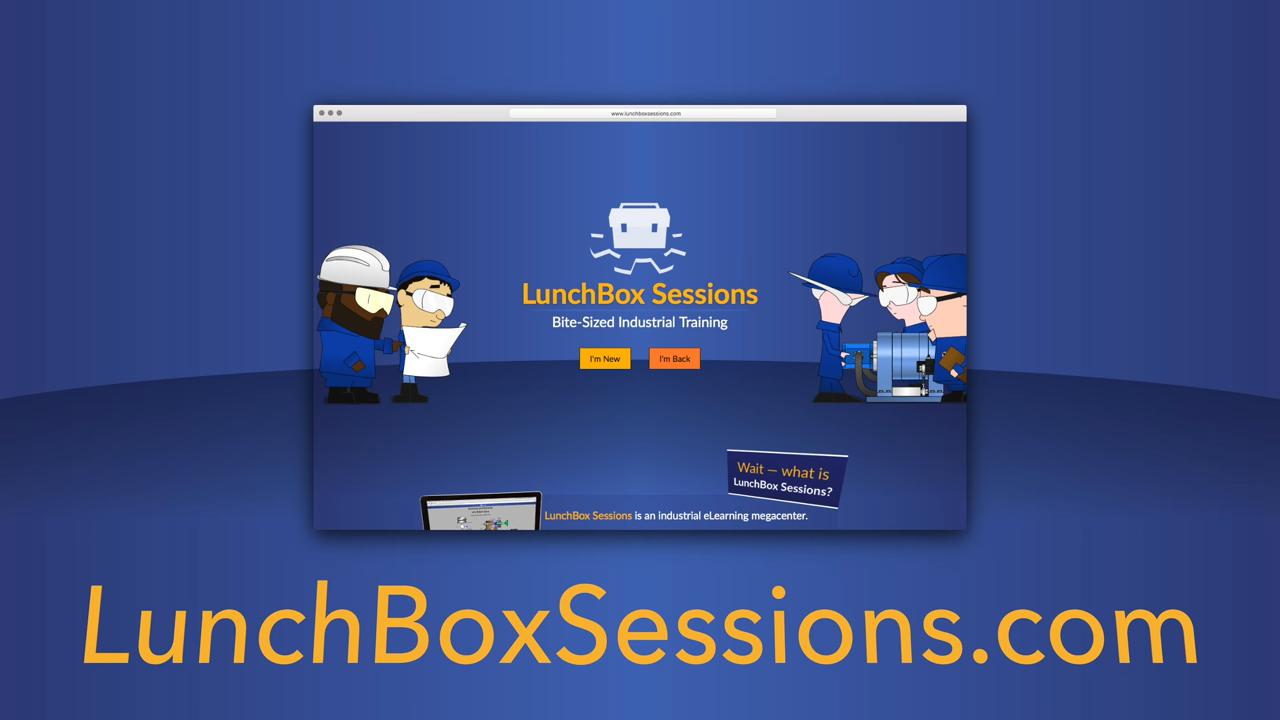 www.lunchboxsessions.com
LunchBox Sessions
Bite-Sized Industrial Training
I'm New
I'm Back
Wait – what is
LunchBox Sessions?
LunchBox Sessions is an industrial eLearning megacenter.
LunchBoxSessions.com